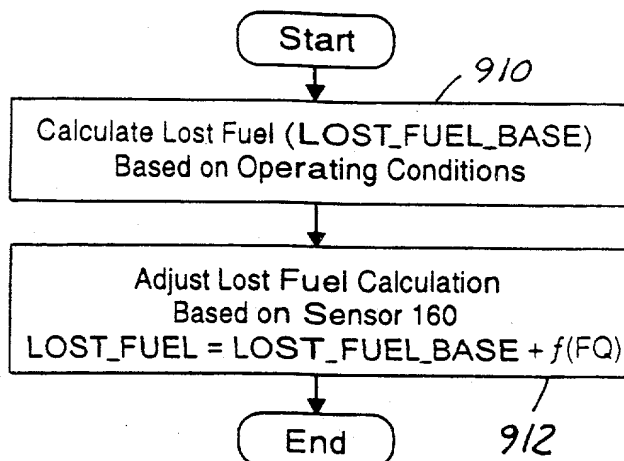 Start
910
Calculate Lost Fuel (LOST_FUEL_BASE)
Based on Operating Conditions
Adjust Lost Fuel Calculation
Based on Sensor 160
LOST_FUEL = LOST_FUEL_BASE + f(FQ)
End
912